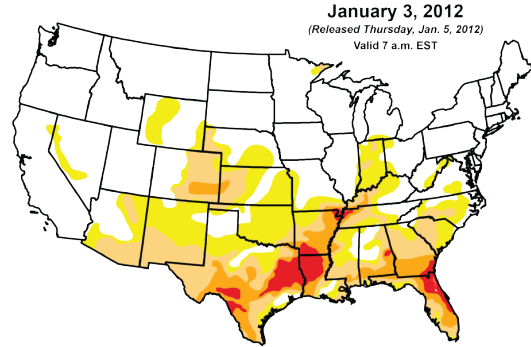 January 3, 2012
(Released Thursday, Jan. 5, 2012)
Valid 7 a.m. EST